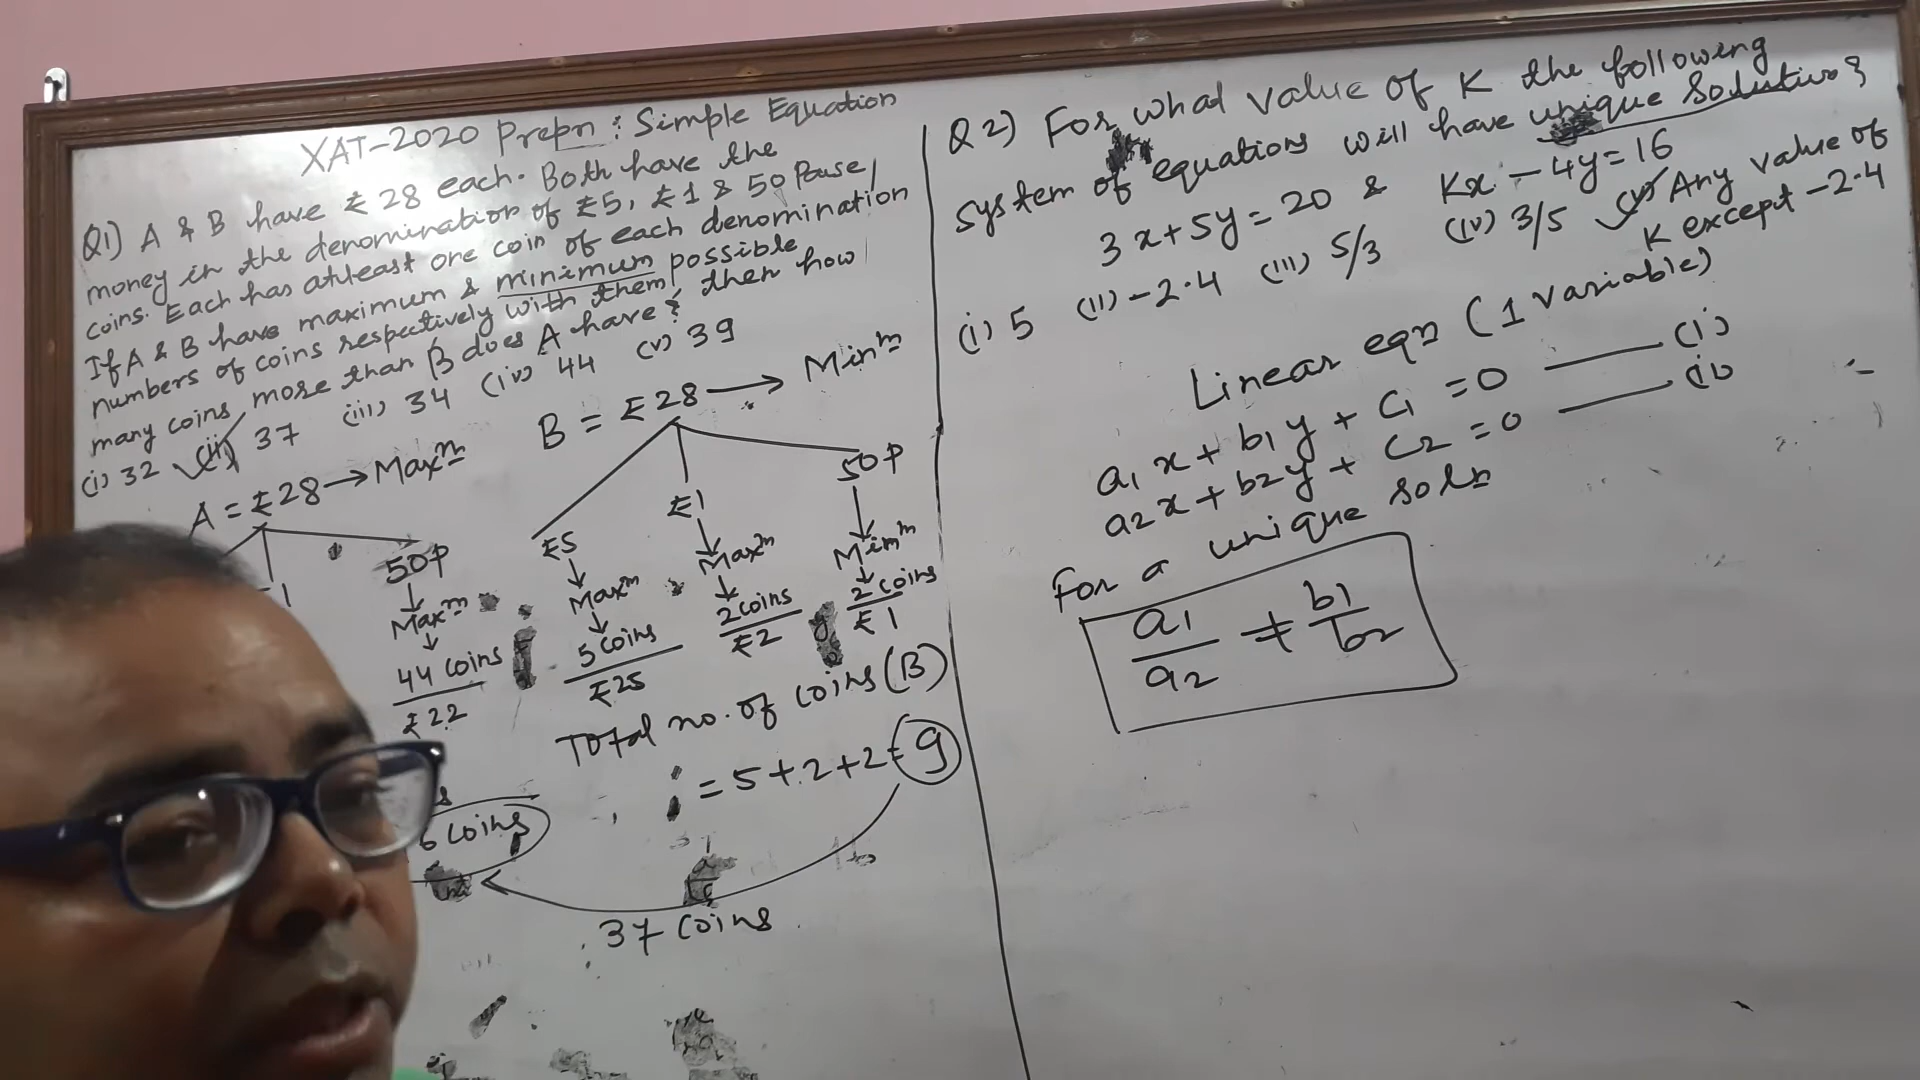 XAT-2020 Prepn : Simple Equation
Q1) A & B have ₹ 28 each. Both have the
money in the denomination of ₹5, ₹1 & 50 Pause
coins. Each has atleast one coin of each denomination
If A & B have maximum & minimum possible
numbers of coins respectively with them, then how
many coins more than B does A have?
(i) 32 (ii) 37 (iii) 34 (iv) 44 (v) 39
A = ₹28 → Maxm
50P
Maxm
44 coins
₹22
6 coins
B = ₹28 → Minm
₹5
Maxm
5 coins
₹25
₹1
Maxm
2 coins
₹2
50P
Minm
2 coins
₹1
Total no. of coins (B)
= 5+2+2 = 9
37 coins
Q2) For what value of K the following
system of equations will have unique solution?
3x+5y=20 & Kx - 4y=16
(i) 5 (ii) -2.4 (iii) 5/3 (iv) 3/5 (v) Any value of
K except -2.4
Linear eqn (1 variable)
a1x + b1y + C1 = 0 (i)
a2x + b2y + C2 = 0 (ii)
For a unique soln
a1/a2 ≠ b1/b2